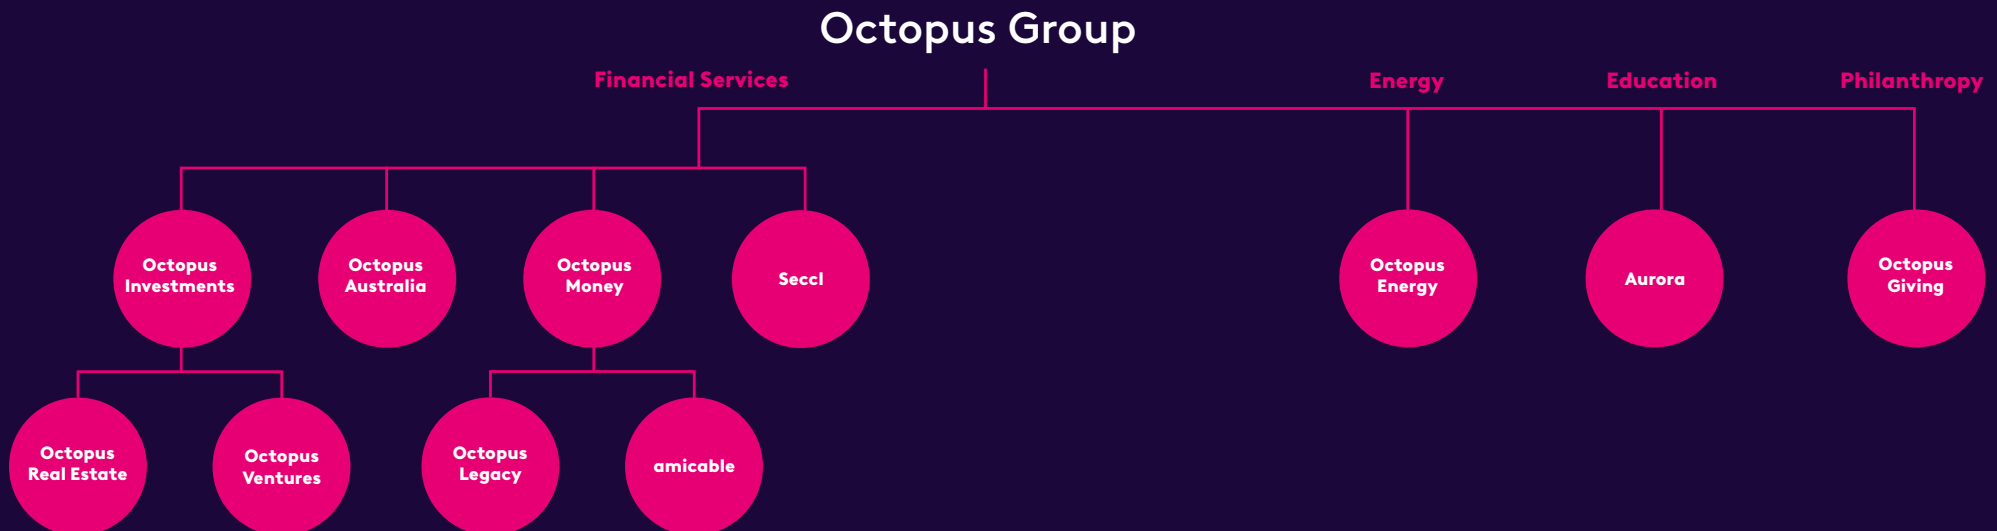 Octopus Group
Financial Services
Energy
Education
Philanthropy
Octopus
Investments
Octopus
Australia
Octopus
Money
Seccl
Octopus
Energy
Aurora
Octopus
Giving
Octopus
Real Estate
Octopus
Ventures
Octopus
Legacy
amicable